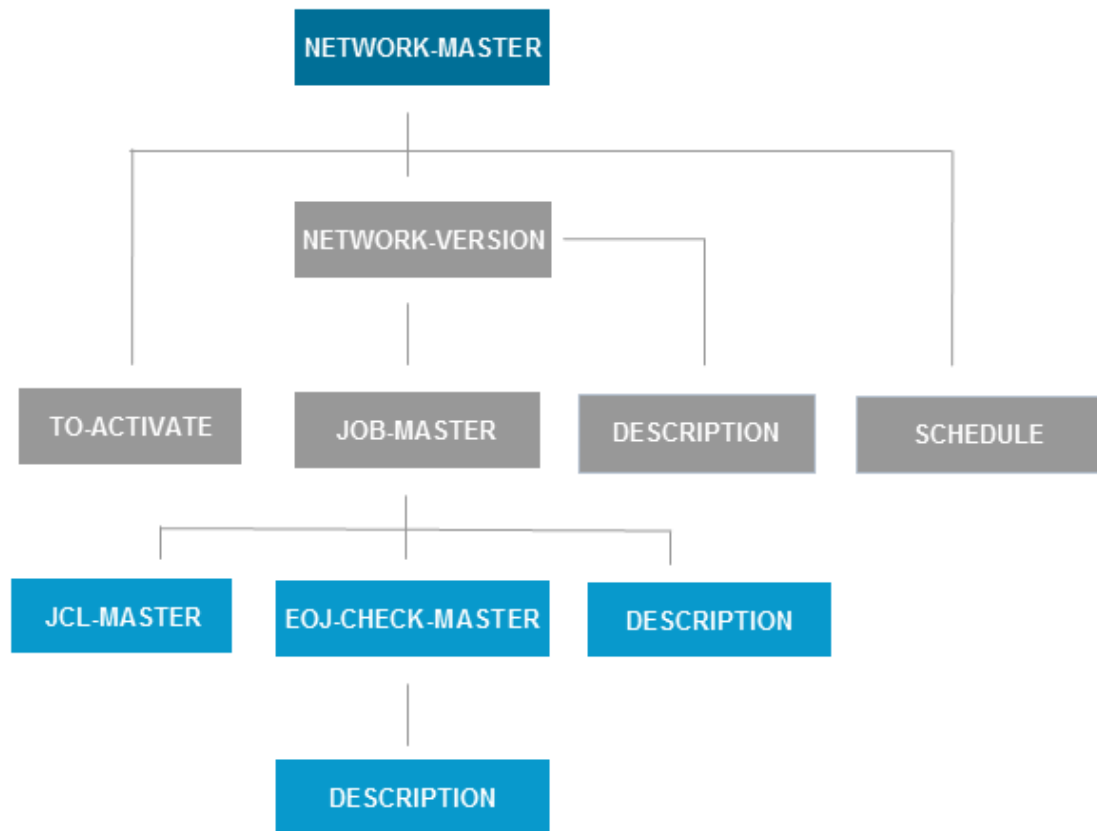 NETWORK-MASTER
NETWORK-VERSION
TO-ACTIVATE
JOB-MASTER
DESCRIPTION
SCHEDULE
JCL-MASTER
EOJ-CHECK-MASTER
DESCRIPTION
DESCRIPTION